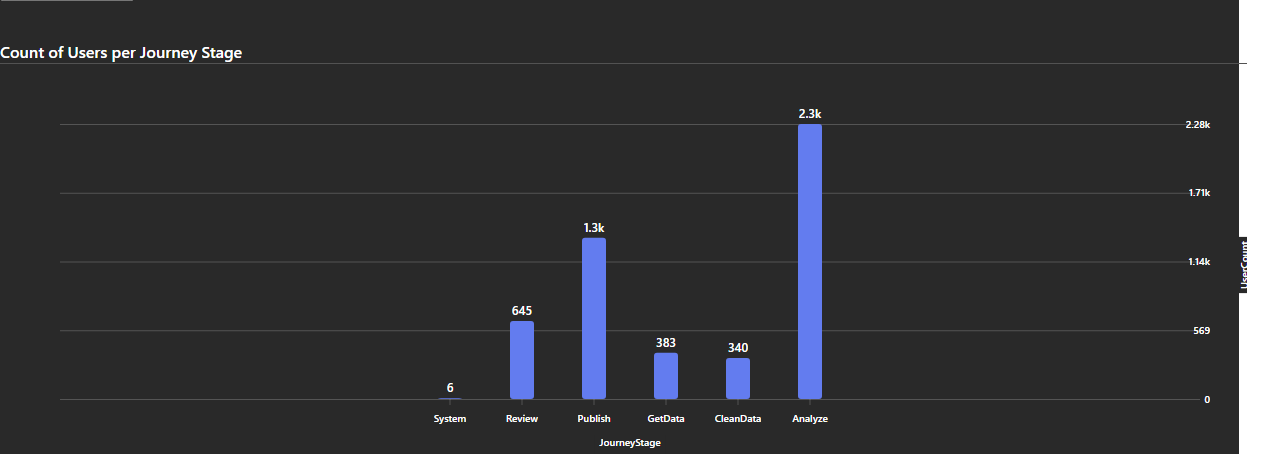 Count of Users per Journey Stage
2.3k
2.28k
1.71k
1.3k
1.14k
UserCount
645
569
383
340
6
0
System Review Publish GetData CleanData Analyze
JourneyStage